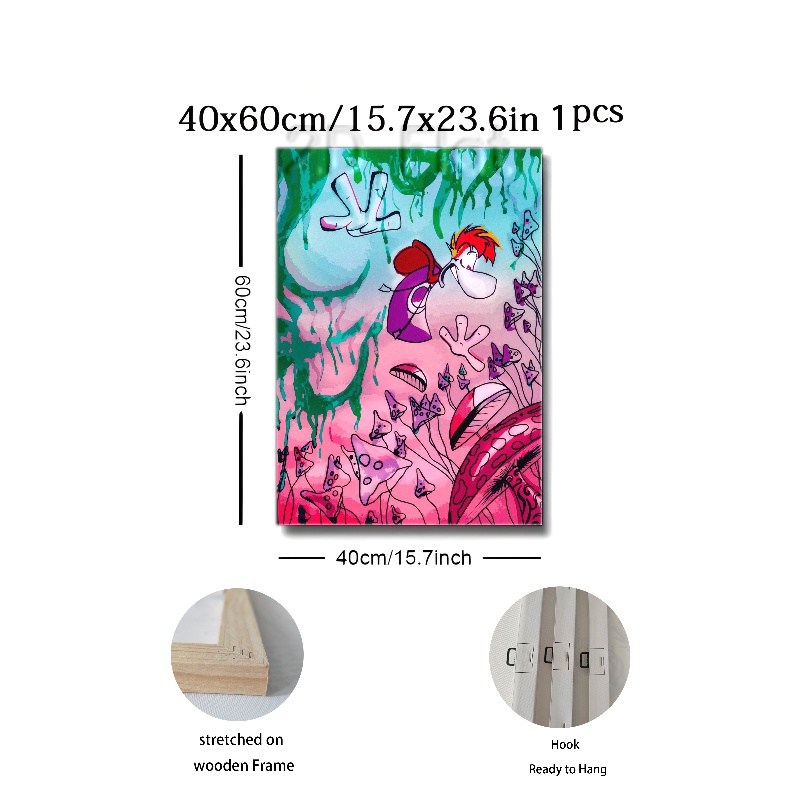 40x60cm/15.7x23.6in 1pcs
60cm/23.6inch
40cm/15.7inch
stretched on
wooden Frame
Hook
Ready to Hang